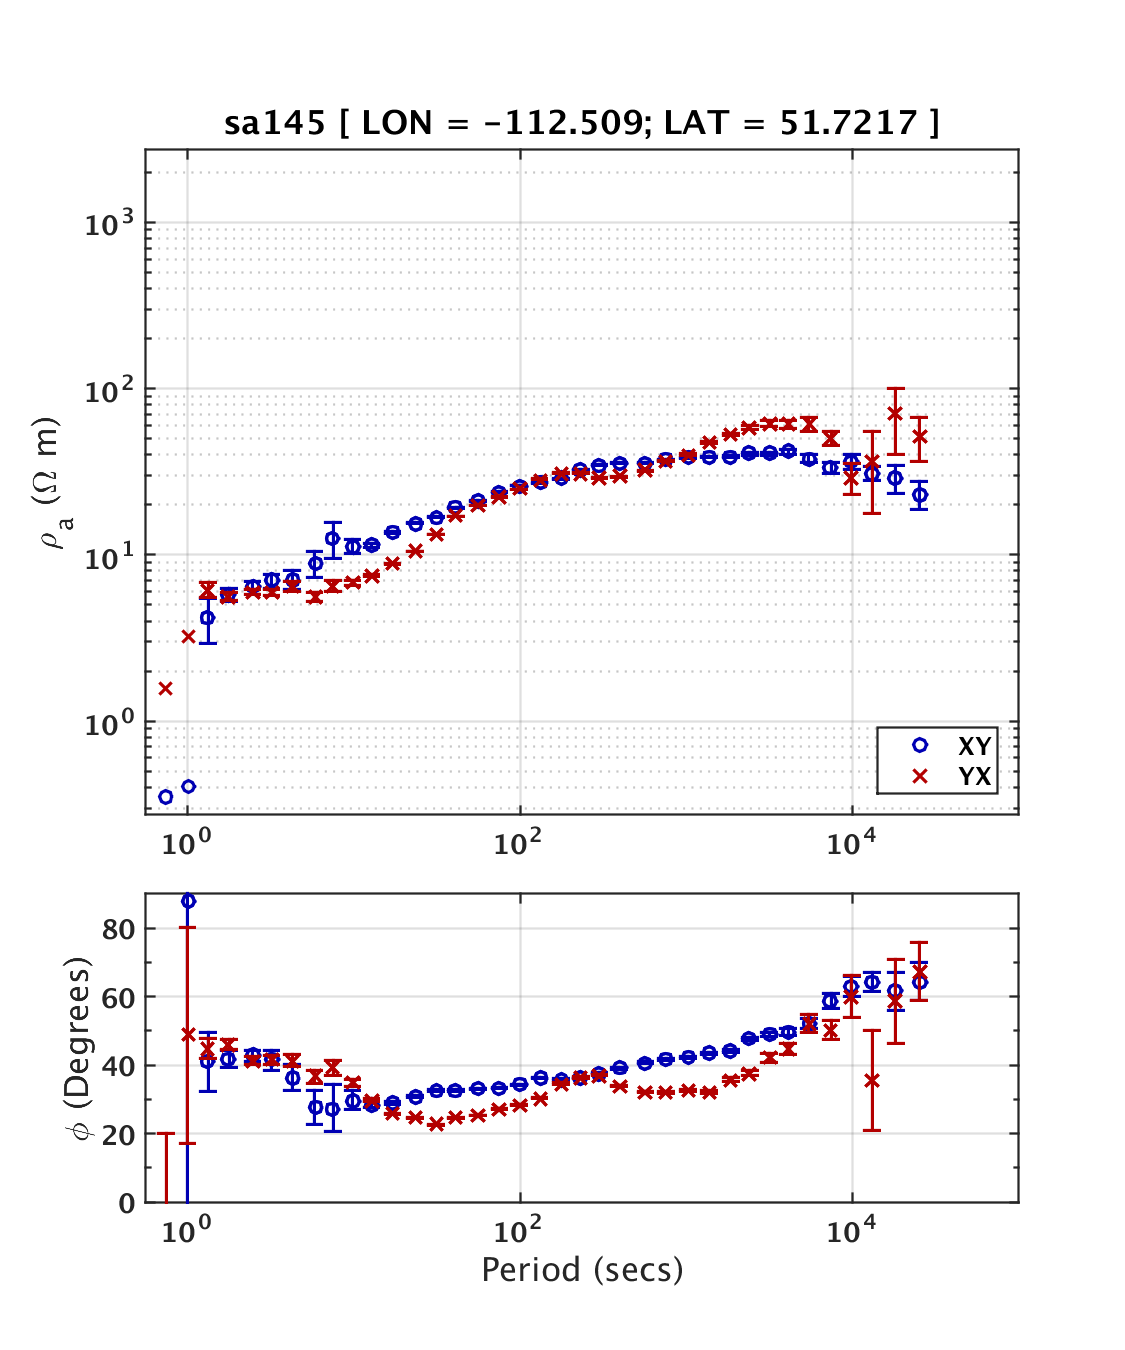 sa145 [ LON = -112.509; LAT = 51.7217 ]
10³
10²
10¹
10⁰
ρa (Ω m)
XY
YX
10⁰ 10² 10⁴
80
60
40
20
0
ϕ (Degrees)
10⁰ 10² 10⁴
Period (secs)